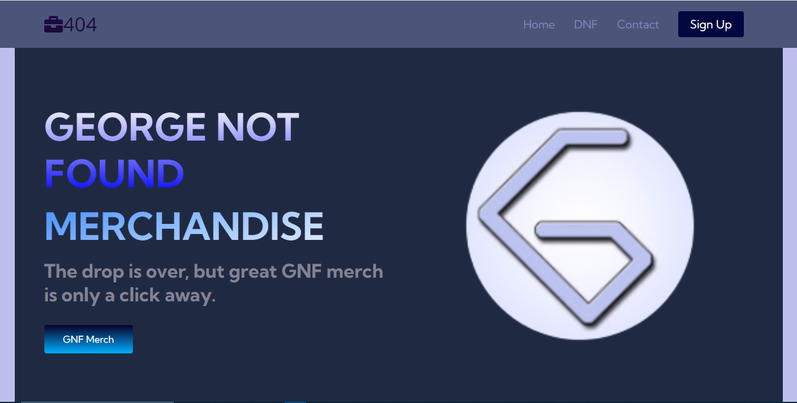 404
Home DNF Contact Sign Up
GEORGE NOT
FOUND
MERCHANDISE
The drop is over, but great GNF merch
is only a click away.
GNF Merch